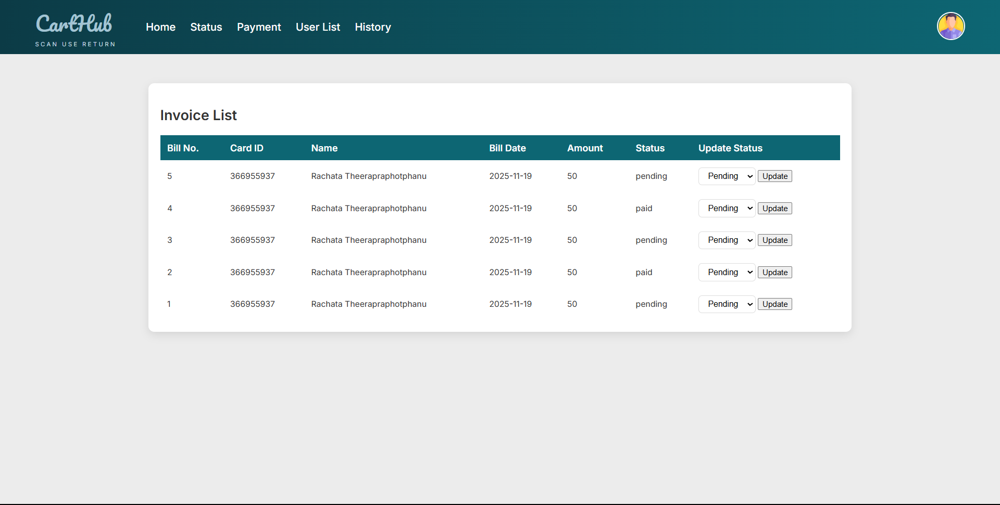 CartHub
SCAN USE RETURN
Home Status Payment User List History
Invoice List
Bill No. Card ID Name Bill Date Amount Status Update Status
5 366955937 Rachata Theerapraphotphanu 2025-11-19 50 pending Pending Update
4 366955937 Rachata Theerapraphotphanu 2025-11-19 50 paid Pending Update
3 366955937 Rachata Theerapraphotphanu 2025-11-19 50 pending Pending Update
2 366955937 Rachata Theerapraphotphanu 2025-11-19 50 paid Pending Update
1 366955937 Rachata Theerapraphotphanu 2025-11-19 50 pending Pending Update